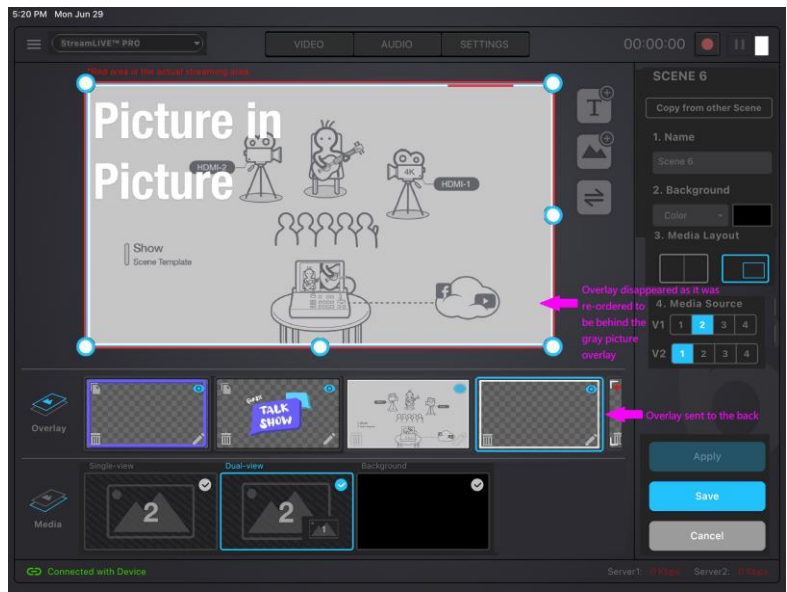 5:20 PM Mon Jun 29
StreamLIVE™ PRO
VIDEO
AUDIO
SETTINGS
00:00:00
*Red area is the actual streaming area
Picture in
Picture
HDMI-2
4K
HDMI-1
Show
Scene Template
T
SCENE 6
Copy from other Scene
1. Name
Scene 6
2. Background
Color
3. Media Layout
Overlay disappeared as it was
re-ordered to
be behind the
gray picture
overlay
4. Media Source
V1 1 2 3 4
V2 1 2 3 4
Overlay
TALK
SHOW
Overlay sent to the back
Apply
Save
Cancel
Media
Single-view
Dual-view
Background
2
2
1
Connected with Device
Server1: 0 Kbps Server2: 0 Kbps